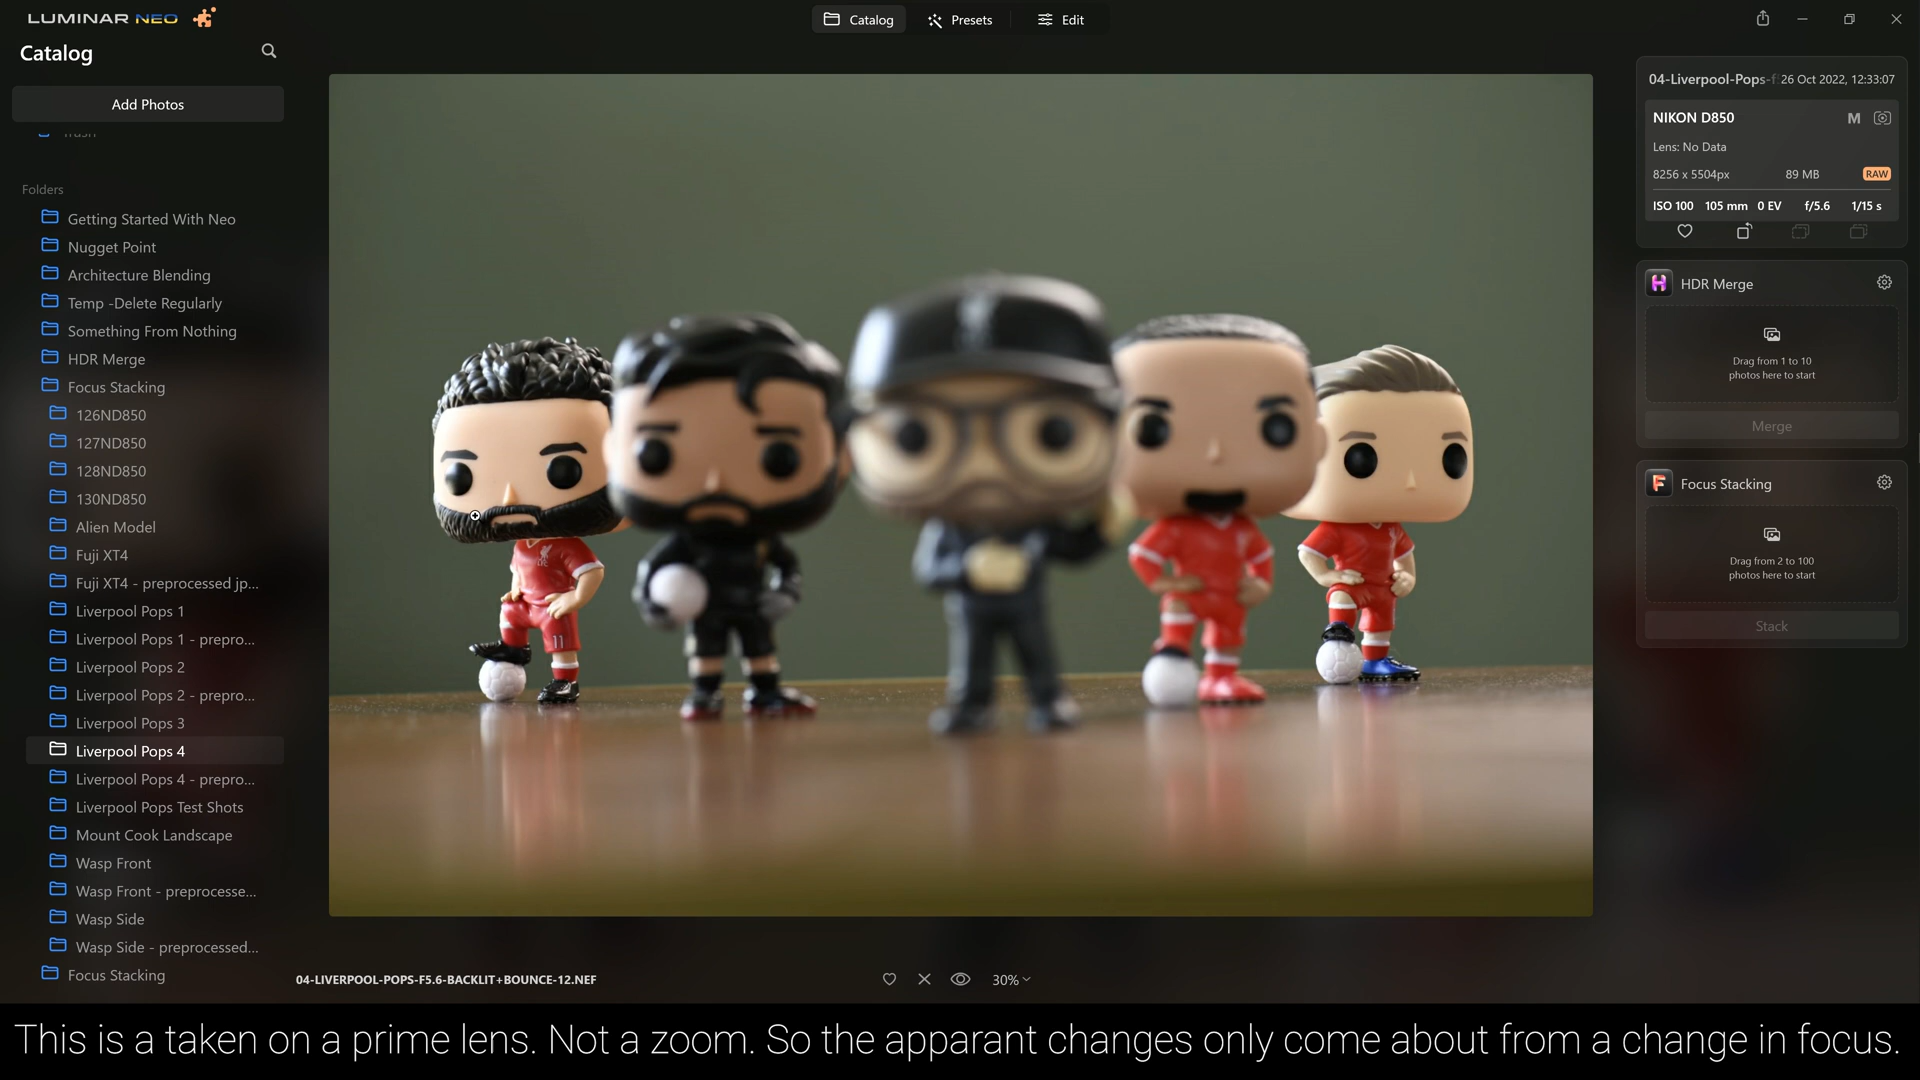 LUMINAR NEO
Catalog
Presets
Edit
Catalog
Add Photos
Folders
Getting Started With Neo
Nugget Point
Architecture Blending
Temp -Delete Regularly
Something From Nothing
HDR Merge
Focus Stacking
126ND850
127ND850
128ND850
130ND850
Alien Model
Fuji XT4
Fuji XT4 - preprocessed jp...
Liverpool Pops 1
Liverpool Pops 1 - prepro...
Liverpool Pops 2
Liverpool Pops 2 - prepro...
Liverpool Pops 3
Liverpool Pops 4
Liverpool Pops 4 - prepro...
Liverpool Pops Test Shots
Mount Cook Landscape
Wasp Front
Wasp Front - preprocesse...
Wasp Side
Wasp Side - preprocessed...
Focus Stacking
11
04-LIVERPOOL-POPS-F5.6-BACKLIT+BOUNCE-12.NEF
30%
04-Liverpool-Pops-f 26 Oct 2022, 12:33:07
NIKON D850 M
Lens: No Data
8256 x 5504px 89 MB RAW
ISO 100 105 mm 0 EV f/5.6 1/15 s
HDR Merge
Drag from 1 to 10
photos here to start
Merge
Focus Stacking
Drag from 2 to 100
photos here to start
Stack
This is a taken on a prime lens. Not a zoom. So the apparant changes only come about from a change in focus.